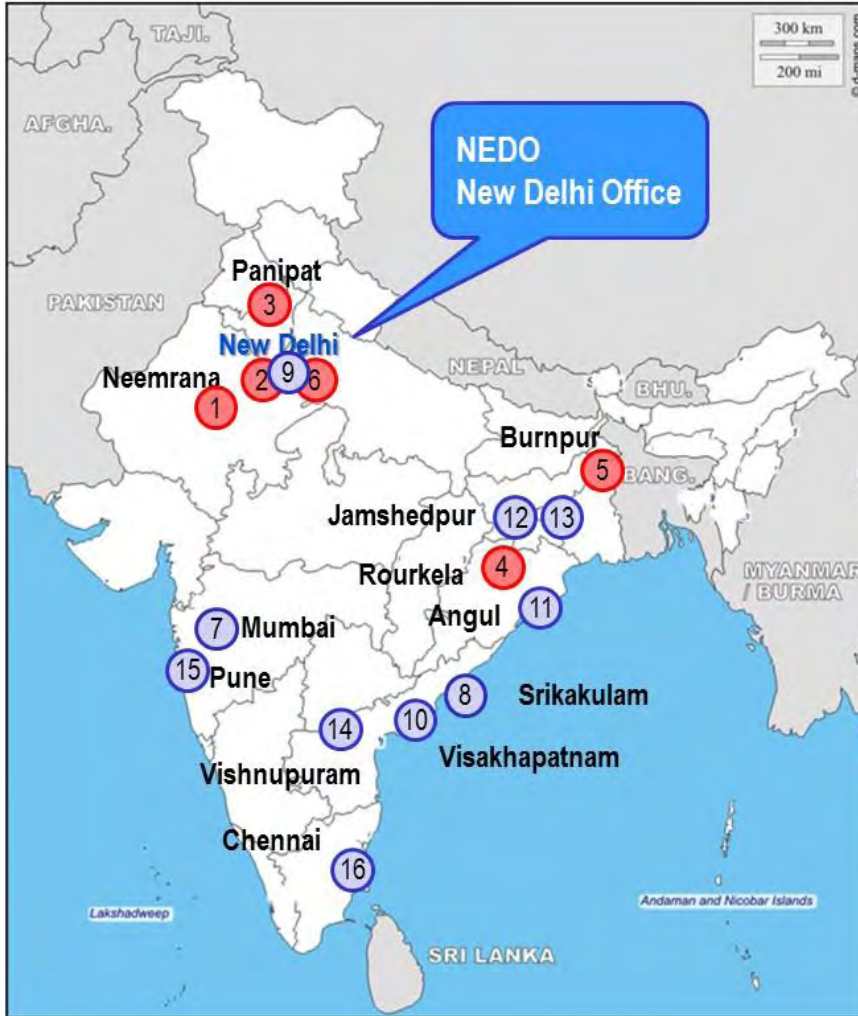 TAJI.
300 km
200 mi
© d-maps.com
AFGHA.
NEDO
New Delhi Office
PAKISTAN
Panipat
3
New Delhi
Neemrana
2
9
6
1
NEPAL
BHU.
Burnpur
5
BANG.
Jamshedpur
12
13
Rourkela
4
MYANMAR
/ BURMA
Angul
11
7
Mumbai
15
Pune
8
Srikakulam
14
10
Visakhapatnam
Vishnupuram
Chennai
16
Lakshadweep
Andaman and Nicobar Islands
SRI LANKA